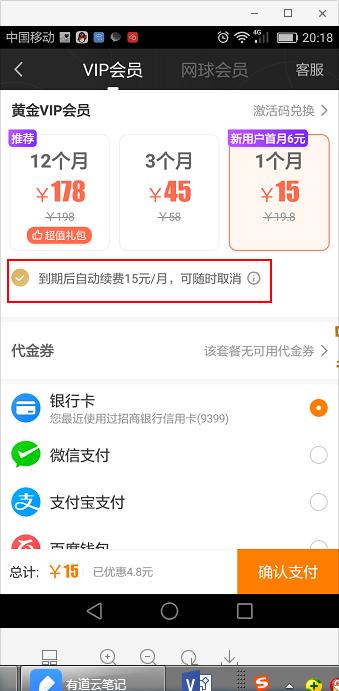 中国移动 4G 20:18
VIP会员 网球会员 客服
黄金VIP会员 激活码兑换
推荐 新用户首月6元
12个月 3个月 1个月
￥178 ￥45 ￥15
￥198 ￥58 ￥19.8
超值礼包
到期后自动续费15元/月，可随时取消
代金券 该套餐无可用代金券
银行卡
您最近使用过招商银行信用卡(9399)
微信支付
支付宝支付
百度钱包
总计: ￥15 已优惠4.8元 确认支付
有道云笔记